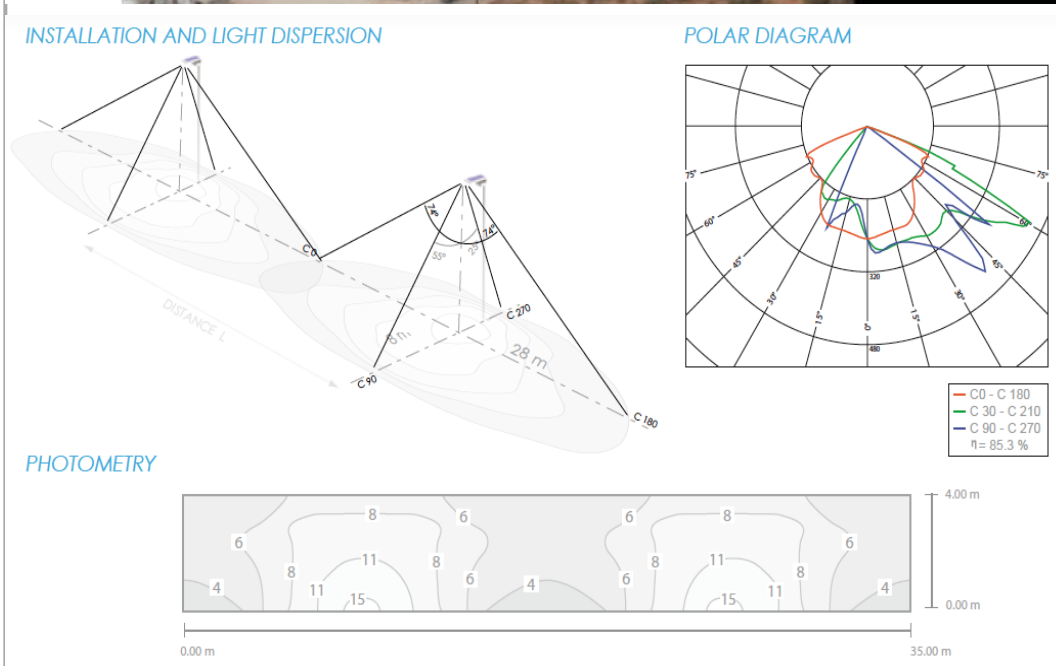 INSTALLATION AND LIGHT DISPERSION
POLAR DIAGRAM
C 0
74°
74°
55°
DISTANCE L
C 270
8 m
28 m
C 90
C 180
75°
75°
60°
60°
45°
45°
30°
30°
15°
15°
0°
320
480
C0 - C 180
C 30 - C 210
C 90 - C 270
η = 85.3 %
PHOTOMETRY
4.00 m
8
6
6
8
6
6
8
11
8
8
11
8
4
11
6
4
6
11
4
15
15
0.00 m
0.00 m
35.00 m